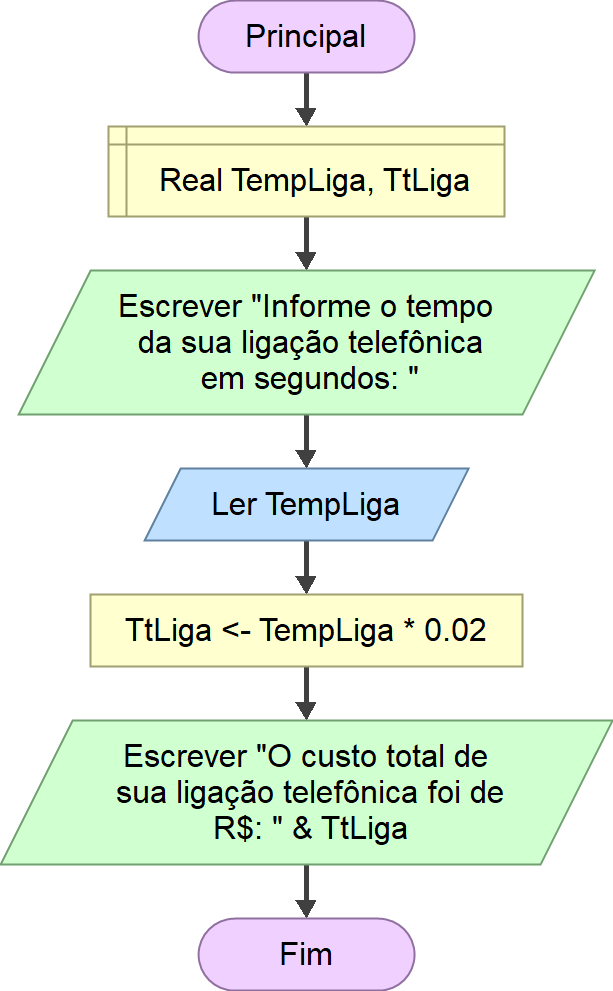 Principal
Real TempLiga, TtLiga
Escrever "Informe o tempo
da sua ligação telefônica
em segundos: "
Ler TempLiga
TtLiga <- TempLiga * 0.02
Escrever "O custo total de
sua ligação telefônica foi de
R$: " & TtLiga
Fim